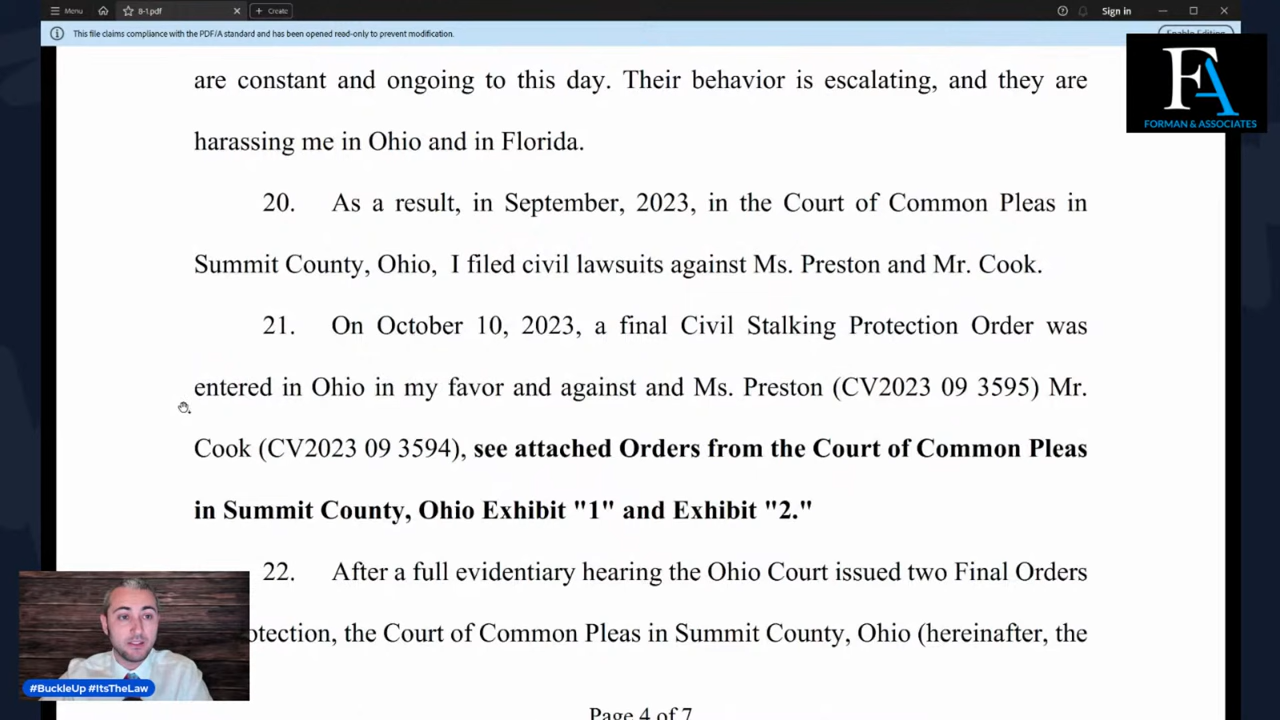 Menu
B-1.pdf
Create
Sign in
This file claims compliance with the PDF/A standard and has been opened read-only to prevent modification.
Enable Editing
FA
FORMAN & ASSOCIATES
are constant and ongoing to this day. Their behavior is escalating, and they are
harassing me in Ohio and in Florida.
20. As a result, in September, 2023, in the Court of Common Pleas in
Summit County, Ohio, I filed civil lawsuits against Ms. Preston and Mr. Cook.
21. On October 10, 2023, a final Civil Stalking Protection Order was
entered in Ohio in my favor and against and Ms. Preston (CV2023 09 3595) Mr.
Cook (CV2023 09 3594), see attached Orders from the Court of Common Pleas
in Summit County, Ohio Exhibit "1" and Exhibit "2."
22. After a full evidentiary hearing the Ohio Court issued two Final Orders
otection, the Court of Common Pleas in Summit County, Ohio (hereinafter, the
Page 4 of 7
#BuckleUp #ItsTheLaw